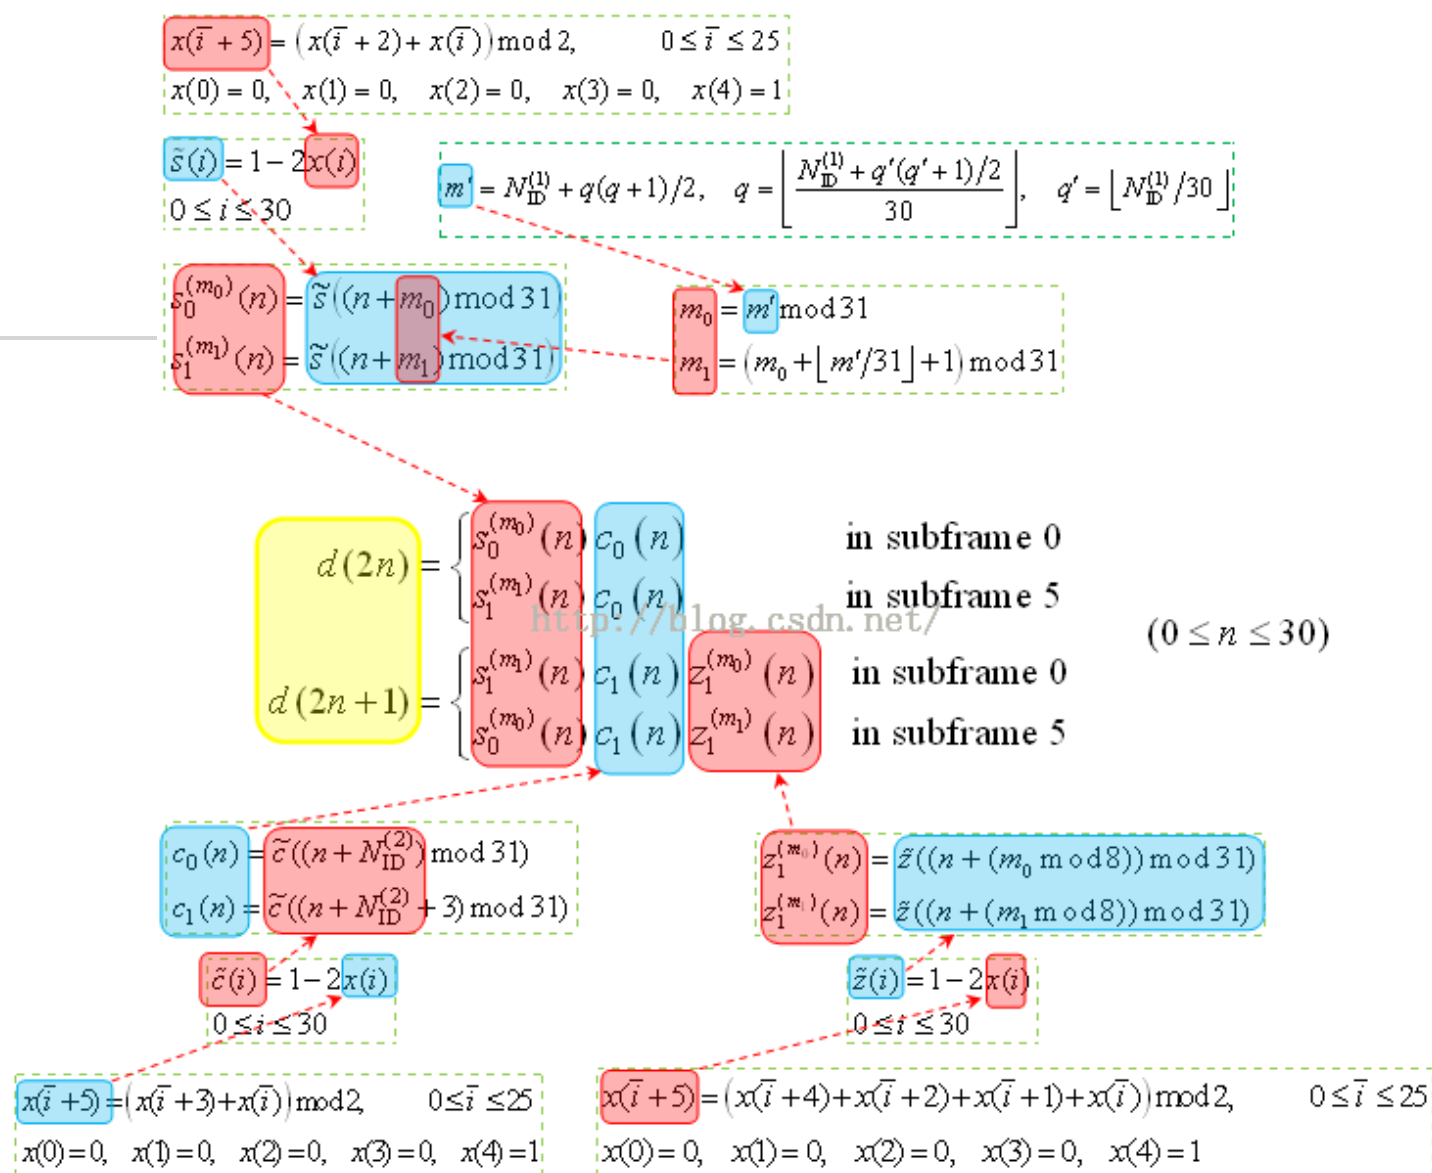 x(i̅ + 5) = (x(i̅ + 2) + x(i̅)) mod 2, 0 ≤ i̅ ≤ 25
x(0) = 0, x(1) = 0, x(2) = 0, x(3) = 0, x(4) = 1
s̃(i) = 1 − 2x(i)
0 ≤ i ≤ 30
m' = N_ID^(1) + q(q + 1)/2, q = ⌊(N_ID^(1) + q'(q' + 1)/2)/30⌋, q' = ⌊N_ID^(1)/30⌋
s_0^(m_0)(n) = s̃((n + m_0) mod 31)
s_1^(m_1)(n) = s̃((n + m_1) mod 31)
m_0 = m' mod 31
m_1 = (m_0 + ⌊m'/31⌋ + 1) mod 31
d(2n) = { s_0^(m_0)(n) c_0(n) in subframe 0
s_1^(m_1)(n) c_0(n) in subframe 5
http://blog.csdn.net/
(0 ≤ n ≤ 30)
d(2n + 1) = { s_1^(m_1)(n) c_1(n) z_1^(m_0)(n) in subframe 0
s_0^(m_0)(n) c_1(n) z_1^(m_1)(n) in subframe 5
c_0(n) = c̃((n + N_ID^(2)) mod 31)
c_1(n) = c̃((n + N_ID^(2) + 3) mod 31)
z_1^(m_0)(n) = z̃((n + (m_0 mod 8)) mod 31)
z_1^(m_1)(n) = z̃((n + (m_1 mod 8)) mod 31)
c̃(i) = 1 − 2x(i)
0 ≤ i ≤ 30
z̃(i) = 1 − 2x(i)
0 ≤ i ≤ 30
x(i̅ + 5) = (x(i̅ + 3) + x(i̅)) mod 2, 0 ≤ i̅ ≤ 25
x(0) = 0, x(1) = 0, x(2) = 0, x(3) = 0, x(4) = 1
x(i̅ + 5) = (x(i̅ + 4) + x(i̅ + 2) + x(i̅ + 1) + x(i̅)) mod 2, 0 ≤ i̅ ≤ 25
x(0) = 0, x(1) = 0, x(2) = 0, x(3) = 0, x(4) = 1